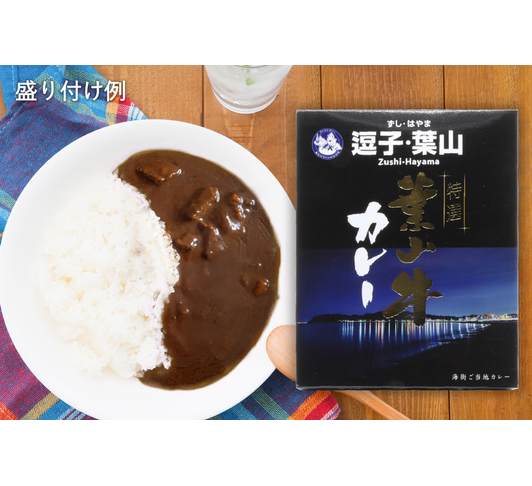 盛り付け例
ずし・はやま
逗子・葉山
Zushi-Hayama
特選
葉山牛
カレー
海街ご当地カレー